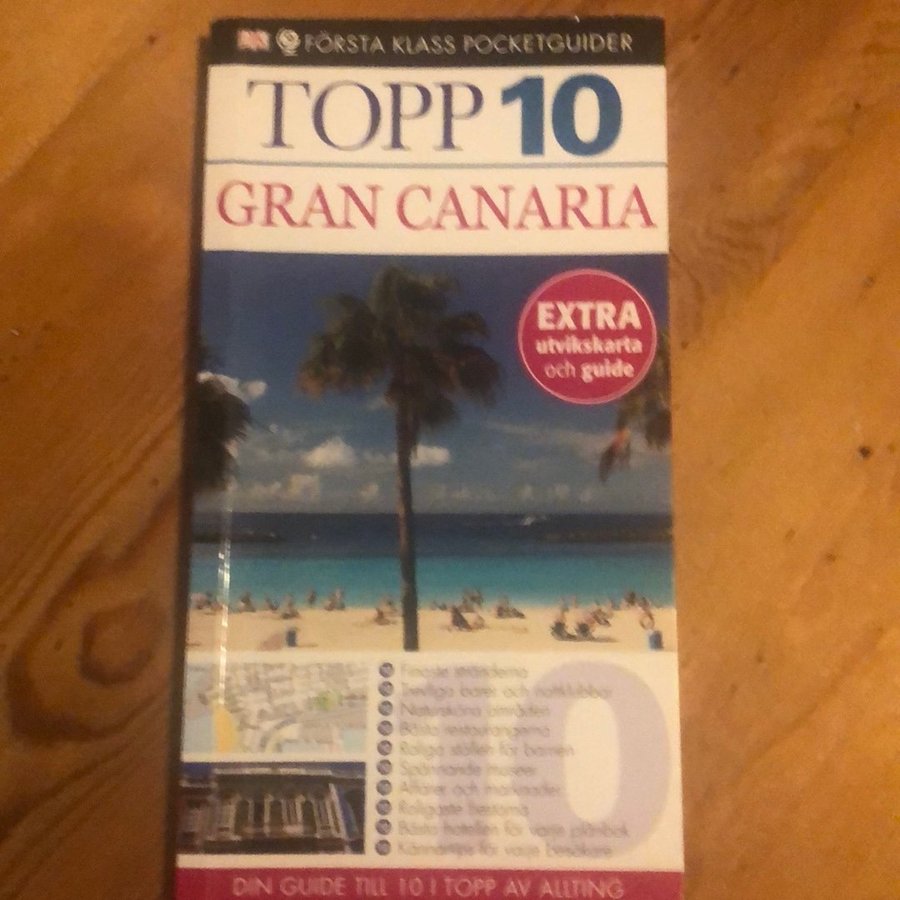 DK FÖRSTA KLASS POCKETGUIDER
TOPP 10
GRAN CANARIA
EXTRA
utvikskarta
och guide
Finaste stränderna
Trevliga barer och nattklubbar
Natursköna områden
Bästa restaurangerna
Roliga ställen för barnen
Spännande museer
Affärer och marknader
Roligaste festerna
Bästa hotellen för varje plånbok
Kännartips för varje besökare
DIN GUIDE TILL 10 I TOPP AV ALLTING